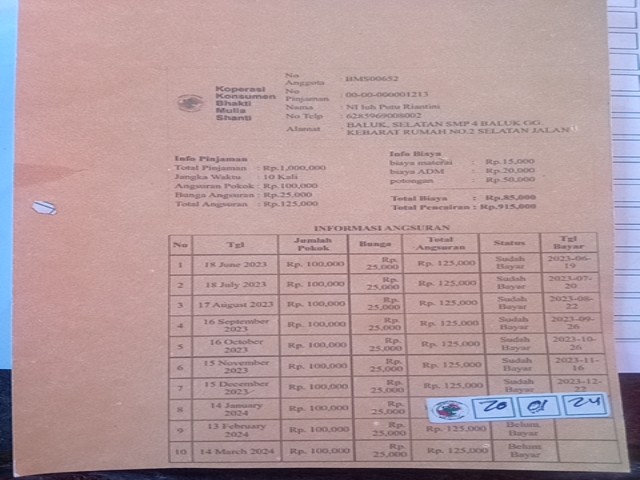 Koperasi
Konsumen
Bhakti
Mulia
Shanti
No Anggota : BMS00652
No Pinjaman : 00-00-000001213
Nama : NI luh Putu Riantini
No Telp : 6285969008002
Alamat : BALUK, SELATAN SMP 4 BALUK GG.
KEBARAT RUMAH NO.2 SELATAN JALAN
Info Pinjaman
Total Pinjaman : Rp.1,000,000
Jangka Waktu : 10 Kali
Angsuran Pokok : Rp.100,000
Bunga Angsuran : Rp.25,000
Total Angsuran : Rp.125,000
Info Biaya
biaya materai : Rp.15,000
biaya ADM : Rp.20,000
potongan : Rp.50,000
Total Biaya : Rp.85,000
Total Pencairan : Rp.915,000
INFORMASI ANGSURAN
No Tgl Jumlah Pokok Bunga Total Angsuran Status Tgl Bayar
1 18 June 2023 Rp. 100,000 Rp. 25,000 Rp. 125,000 Sudah Bayar 2023-06-19
2 18 July 2023 Rp. 100,000 Rp. 25,000 Rp. 125,000 Sudah Bayar 2023-07-20
3 17 August 2023 Rp. 100,000 Rp. 25,000 Rp. 125,000 Sudah Bayar 2023-08-22
4 16 September 2023 Rp. 100,000 Rp. 25,000 Rp. 125,000 Sudah Bayar 2023-09-26
5 16 October 2023 Rp. 100,000 Rp. 25,000 Rp. 125,000 Sudah Bayar 2023-10-26
6 15 November 2023 Rp. 100,000 Rp. 25,000 Rp. 125,000 Sudah Bayar 2023-11-16
7 15 December 2023 Rp. 100,000 Rp. 25,000 Rp. 125,000 Sudah Bayar 2023-12-22
8 14 January 2024 Rp. 100,000 Rp. 25,000 20 01 24
9 13 February 2024 Rp. 100,000 Rp. 25,000 Rp. 125,000 Belum Bayar
10 14 March 2024 Rp. 100,000 Rp. 25,000 Rp. 125,000 Belum Bayar